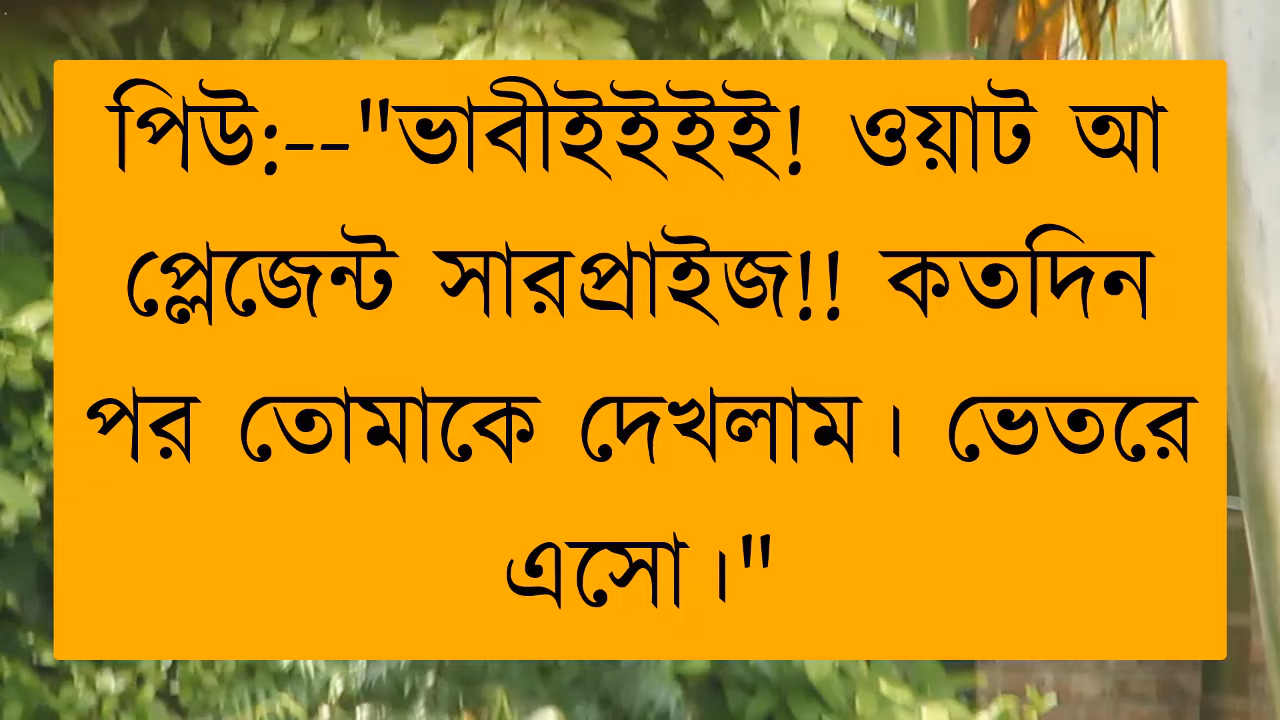 পিউ:--"ভাবীইইইই! ওয়াট আ
প্লেজেন্ট সারপ্রাইজ!! কতদিন
পর তোমাকে দেখলাম। ভেতরে
এসো।"